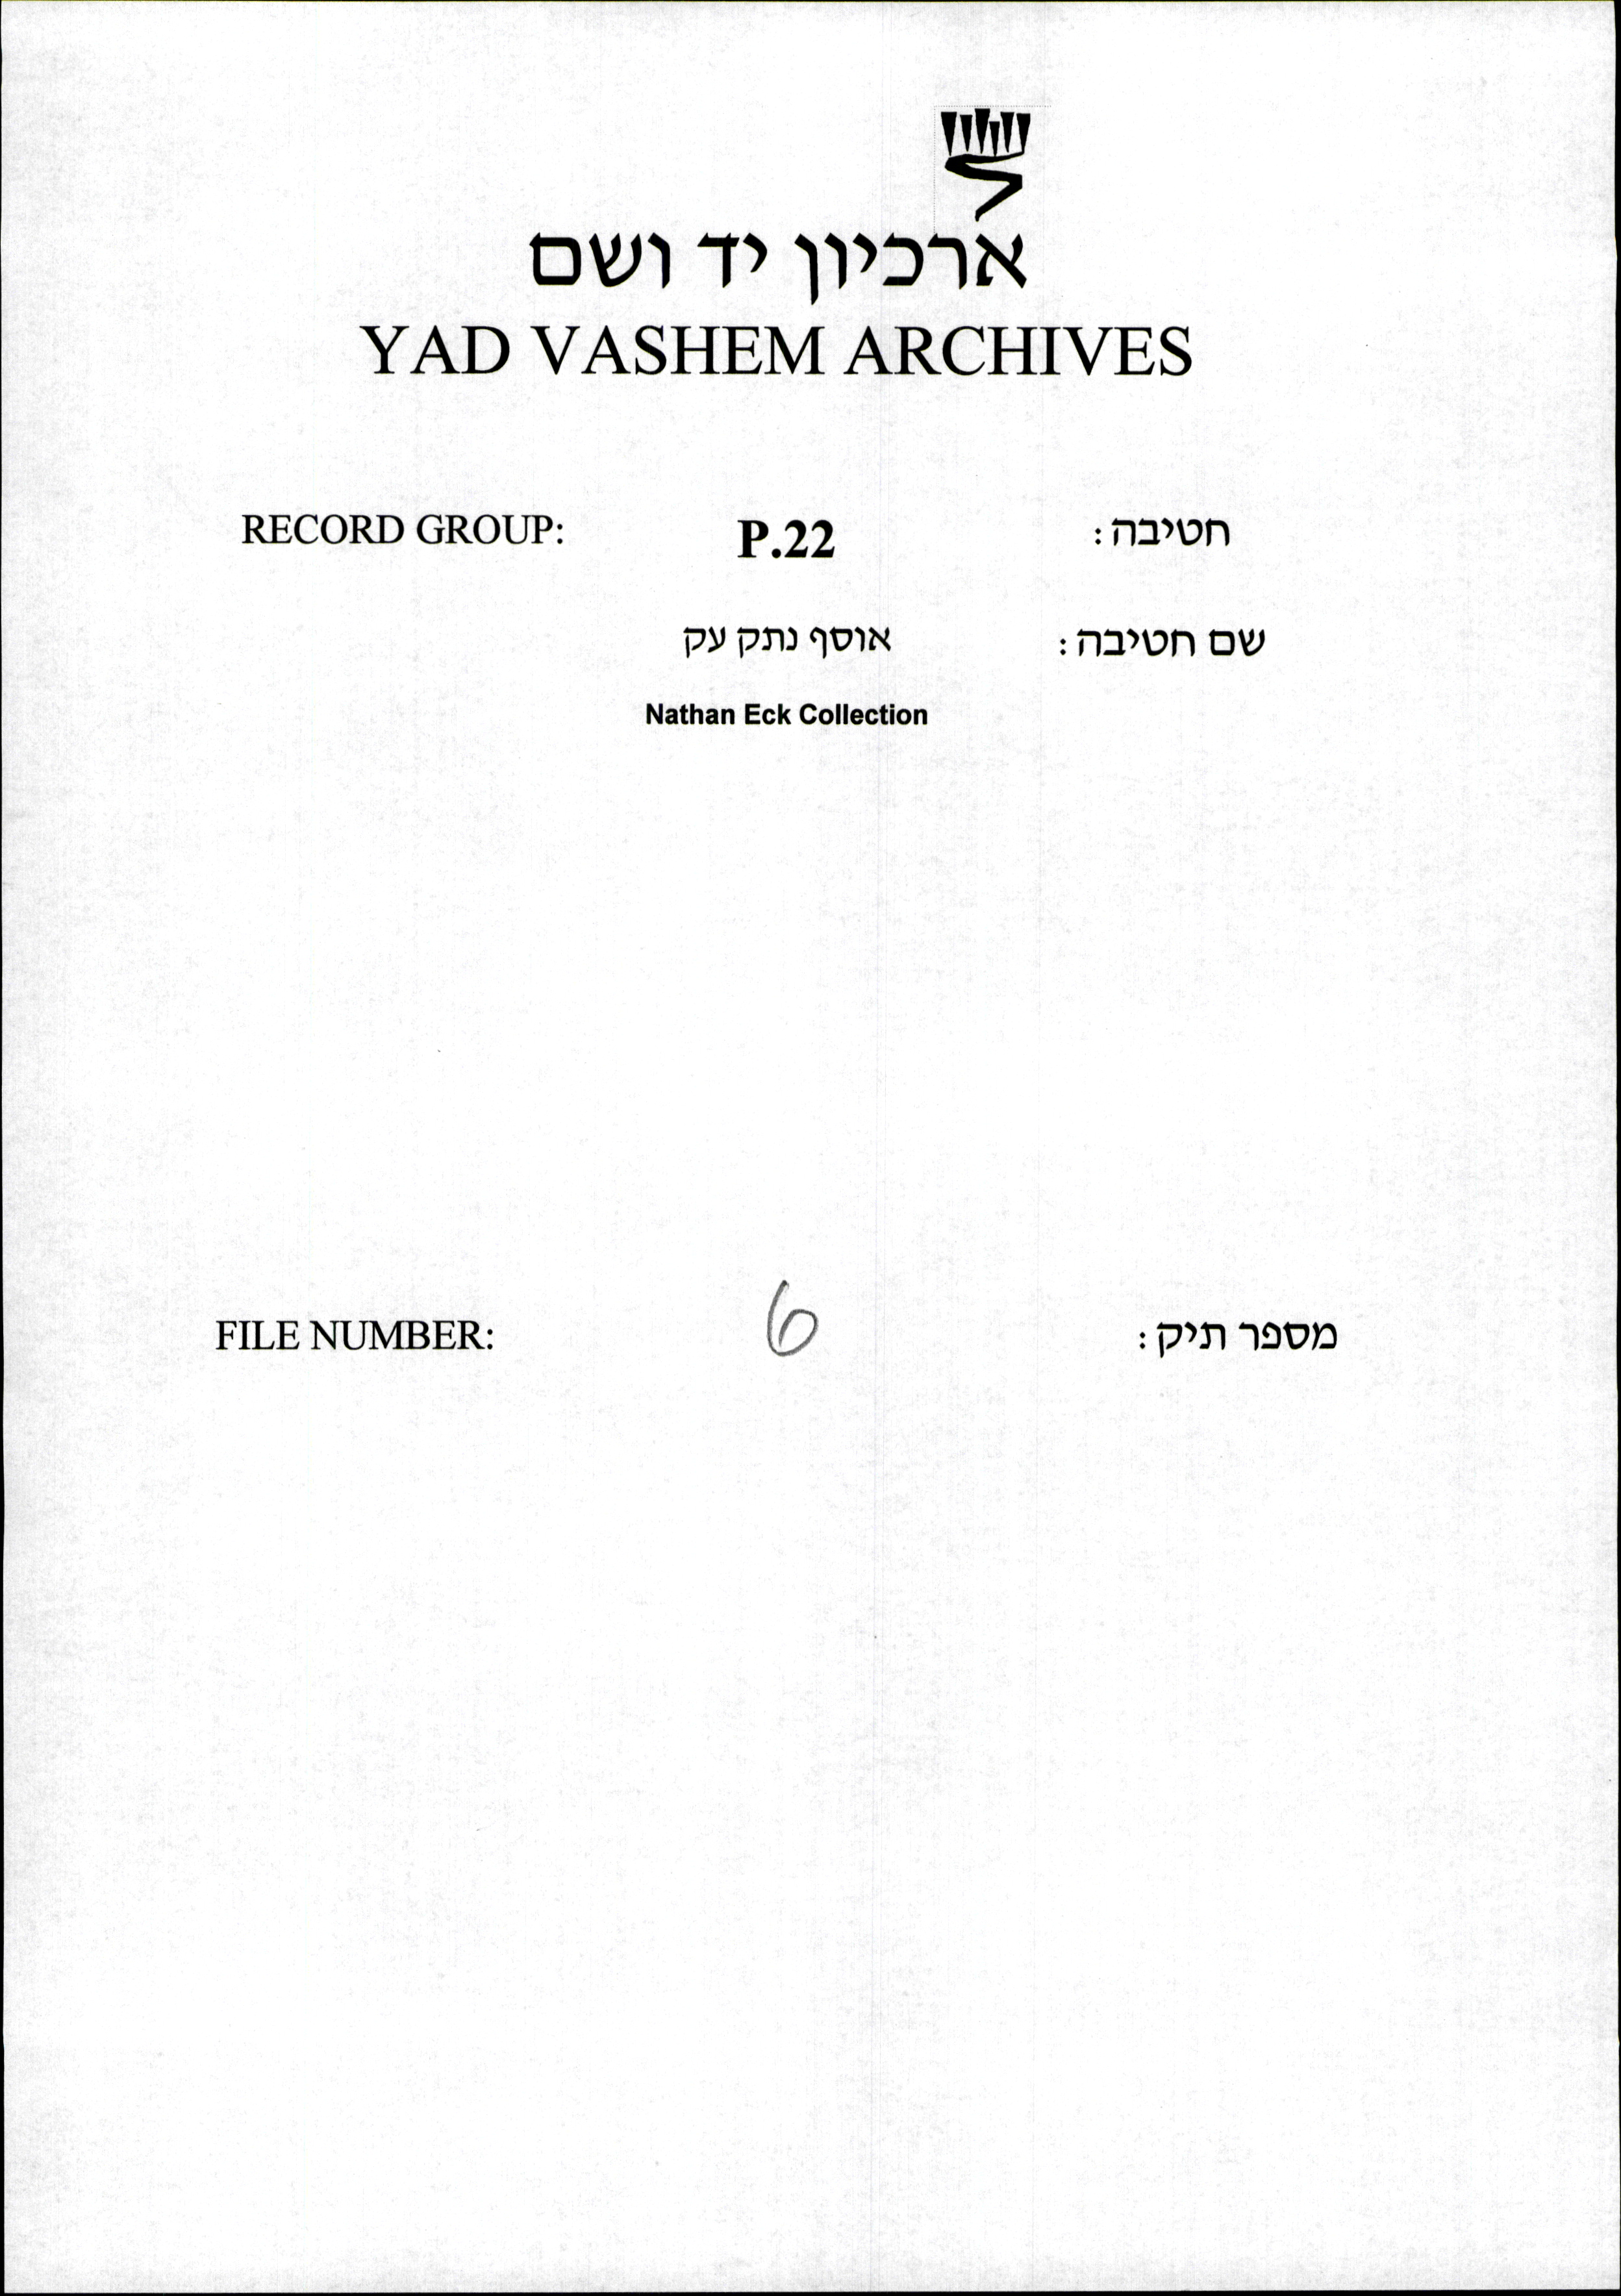 ארכיון יד ושם
YAD VASHEM ARCHIVES
RECORD GROUP: P.22 חטיבה:
אוסף נתק עק שם חטיבה:
Nathan Eck Collection
FILE NUMBER: 6 מספר תיק: